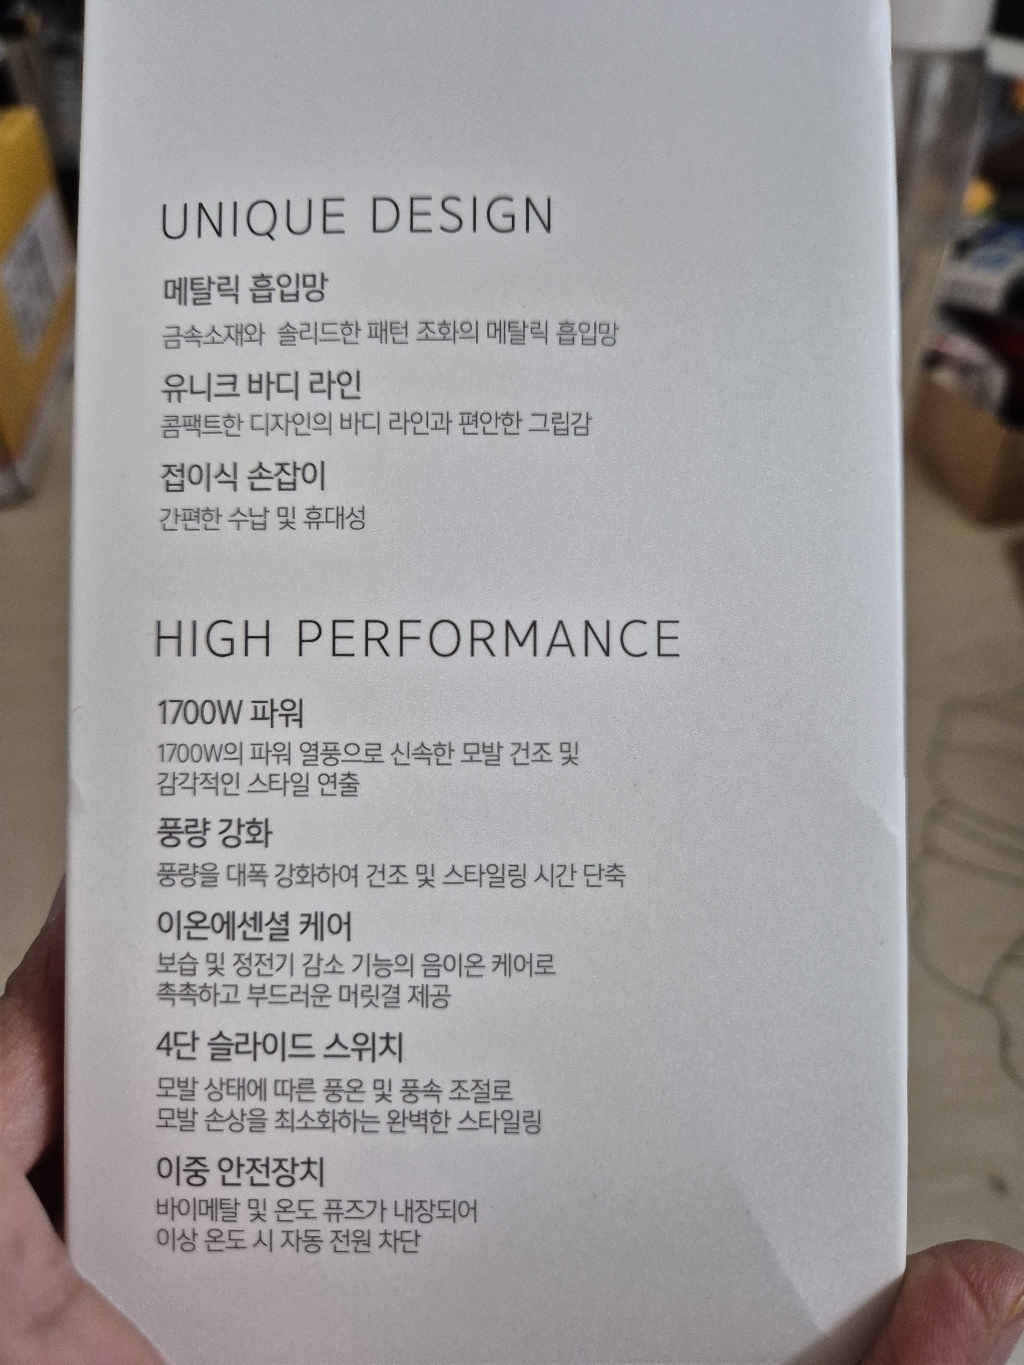 UNIQUE DESIGN
메탈릭 흡입망
금속소재와 솔리드한 패턴 조화의 메탈릭 흡입망
유니크 바디 라인
콤팩트한 디자인의 바디 라인과 편안한 그립감
접이식 손잡이
간편한 수납 및 휴대성
HIGH PERFORMANCE
1700W 파워
1700W의 파워 열풍으로 신속한 모발 건조 및
감각적인 스타일 연출
풍량 강화
풍량을 대폭 강화하여 건조 및 스타일링 시간 단축
이온에센셜 케어
보습 및 정전기 감소 기능의 음이온 케어로
촉촉하고 부드러운 머릿결 제공
4단 슬라이드 스위치
모발 상태에 따른 풍온 및 풍속 조절로
모발 손상을 최소화하는 완벽한 스타일링
이중 안전장치
바이메탈 및 온도 퓨즈가 내장되어
이상 온도 시 자동 전원 차단